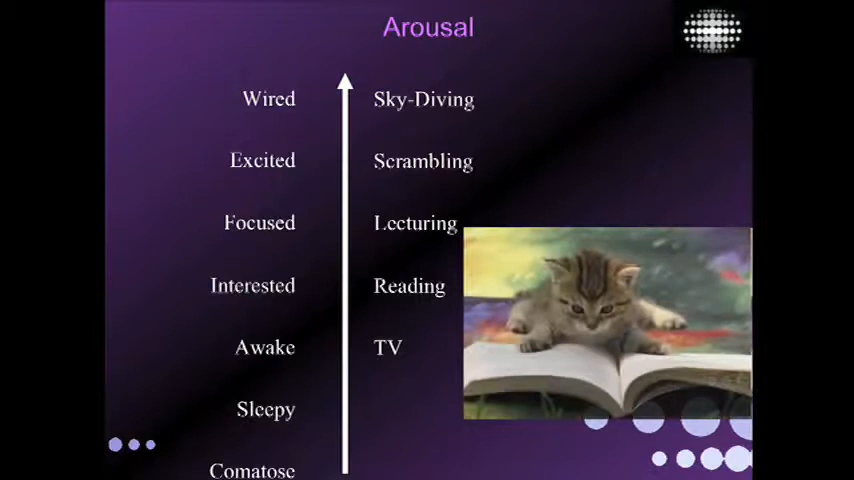 Arousal
Wired
Sky-Diving
Excited
Scrambling
Focused
Lecturing
Interested
Reading
Awake
TV
Sleepy
Comatose